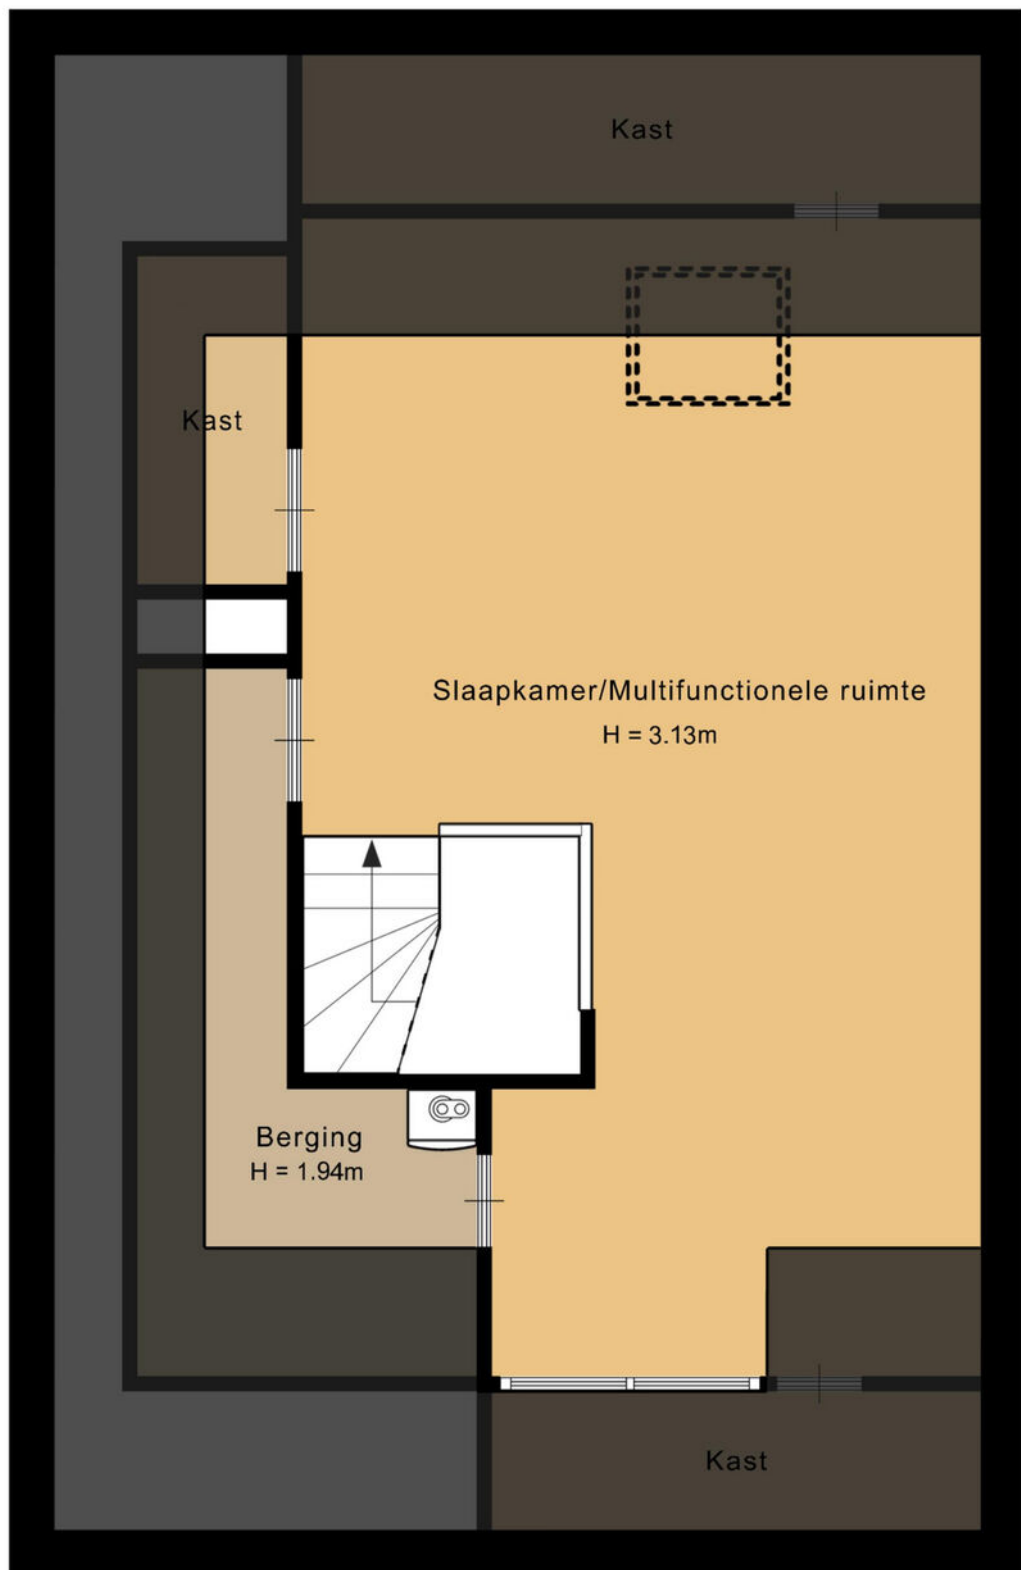 Kast
Kast
Slaapkamer/Multifunctionele ruimte
H = 3.13m
Berging
H = 1.94m
Kast